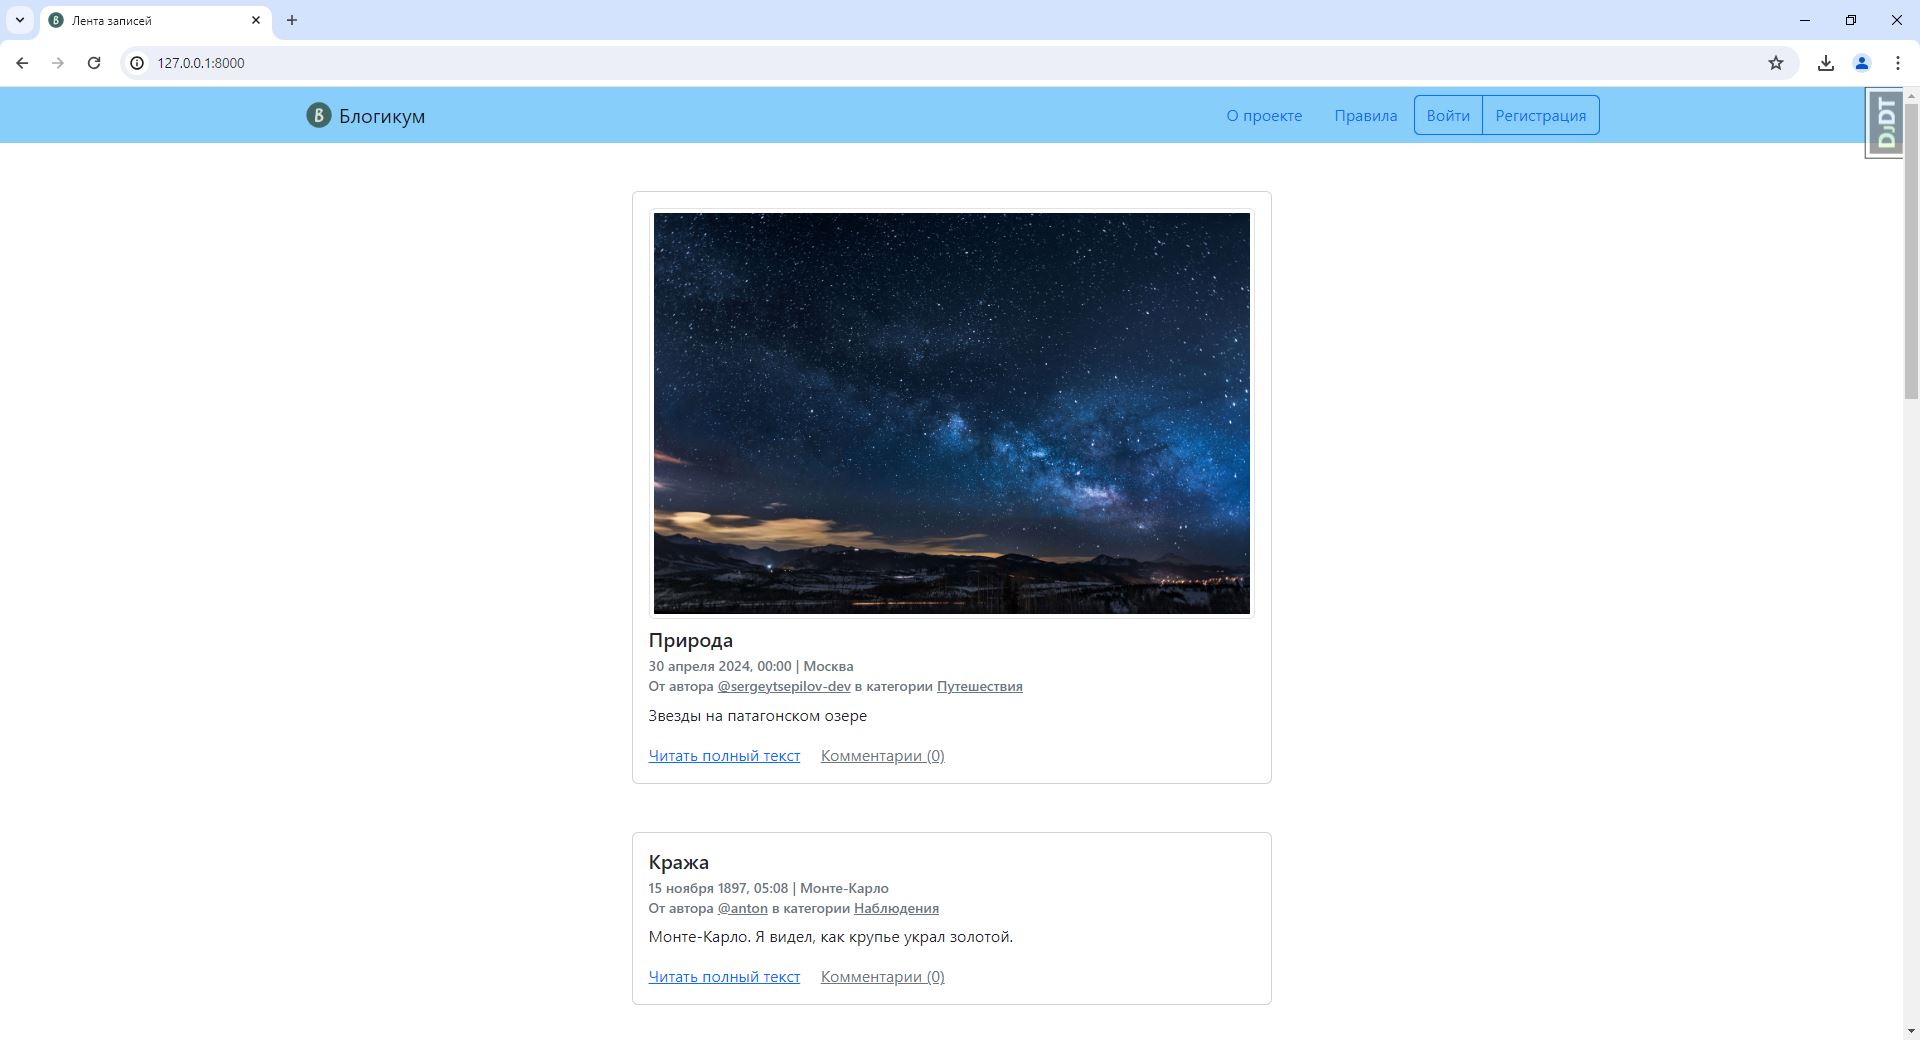 Лента записей
127.0.0.1:8000
B Блогикум
О проекте Правила Войти Регистрация
DjDT
Природа
30 апреля 2024, 00:00 | Москва
От автора @sergeytsepilov-dev в категории Путешествия
Звезды на патагонском озере
Читать полный текст Комментарии (0)
Кража
15 ноября 1897, 05:08 | Монте-Карло
От автора @anton в категории Наблюдения
Монте-Карло. Я видел, как крупье украл золотой.
Читать полный текст Комментарии (0)